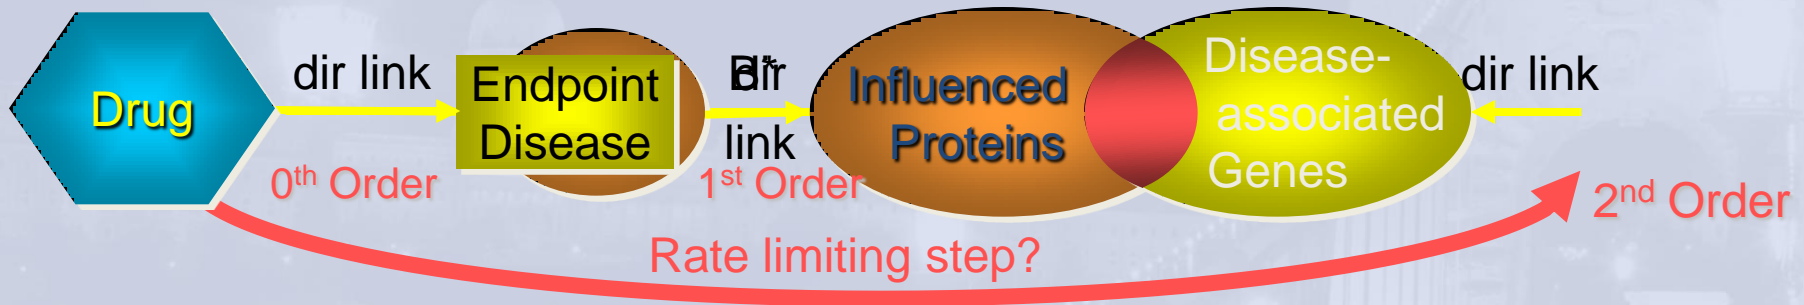 Drug
dir link
0th Order
Endpoint
Disease
link
1st Order
Influenced
Proteins
Disease-
associated
Genes
dir link
2nd Order
Rate limiting step?